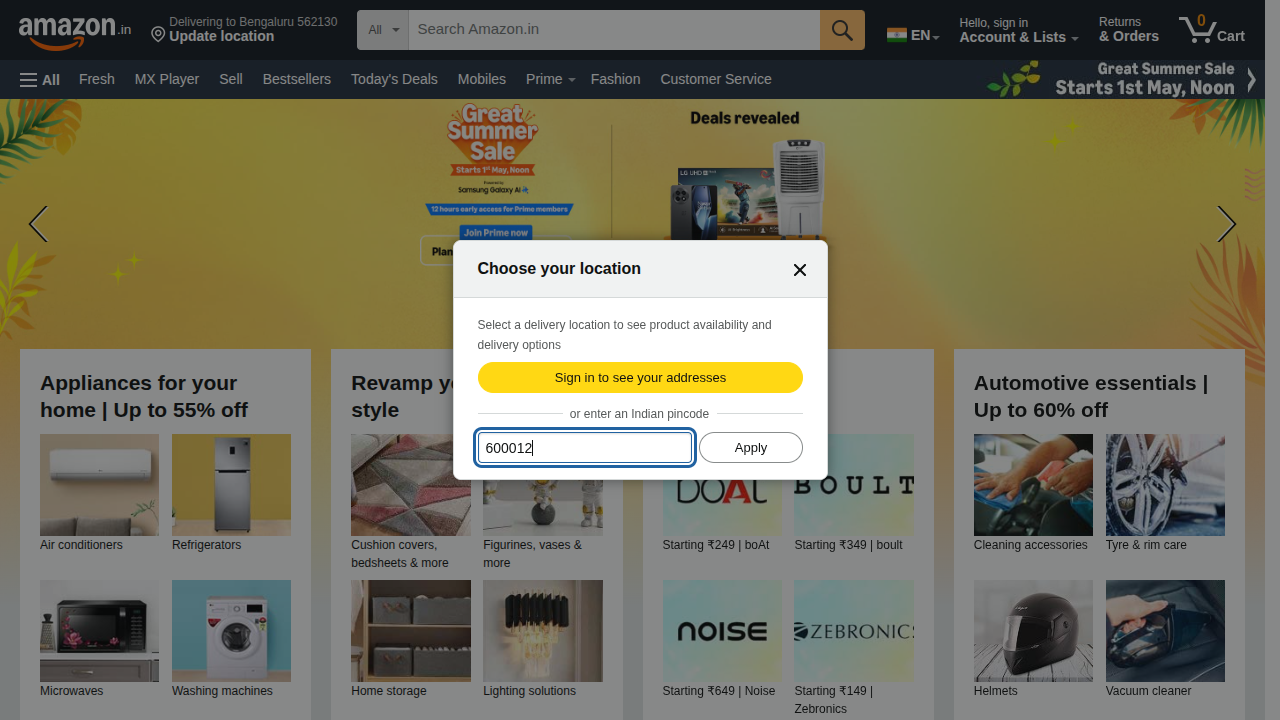 amazon.in
Delivering to Bengaluru 562130
Update location
All
Search Amazon.in
EN
Hello, sign in
Account & Lists
Returns
& Orders
0
Cart
All
Fresh
MX Player
Sell
Bestsellers
Today's Deals
Mobiles
Prime
Fashion
Customer Service
Great Summer Sale
Starts 1st May, Noon
Great
Summer
Sale
Starts 1st May, Noon
Powered by
Samsung Galaxy AI
12 hours early access for Prime members
Join Prime now
Plan
Deals revealed
LG UHD
Choose your location
Select a delivery location to see product availability and
delivery options
Sign in to see your addresses
or enter an Indian pincode
600012
Apply
Appliances for your
home | Up to 55% off
Air conditioners
Refrigerators
Microwaves
Washing machines
Revamp yo
style
Cushion covers,
bedsheets & more
Figurines, vases &
more
Home storage
Lighting solutions
boAt
BOULT
Starting ₹249 | boAt
Starting ₹349 | boult
noise
ZEBRONICS
Starting ₹649 | Noise
Starting ₹149 |
Zebronics
Automotive essentials |
Up to 60% off
Cleaning accessories
Tyre & rim care
Helmets
Vacuum cleaner